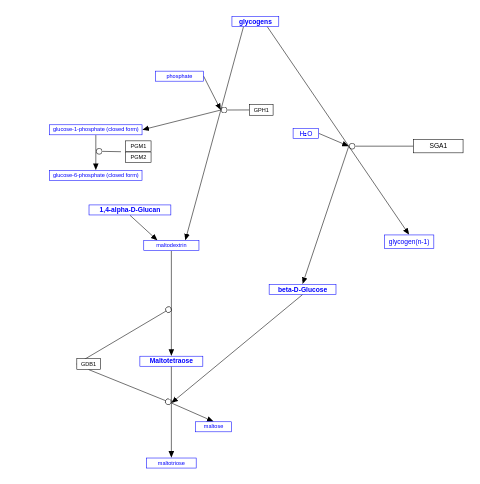 glycogens
phosphate
GPH1
glucose-1-phosphate (closed form)
H₂O
PGM1
SGA1
PGM2
glucose-6-phosphate (closed form)
1,4-alpha-D-Glucan
glycogen(n-1)
maltodextrin
beta-D-Glucose
Maltotetraose
GDB1
maltose
maltotriose